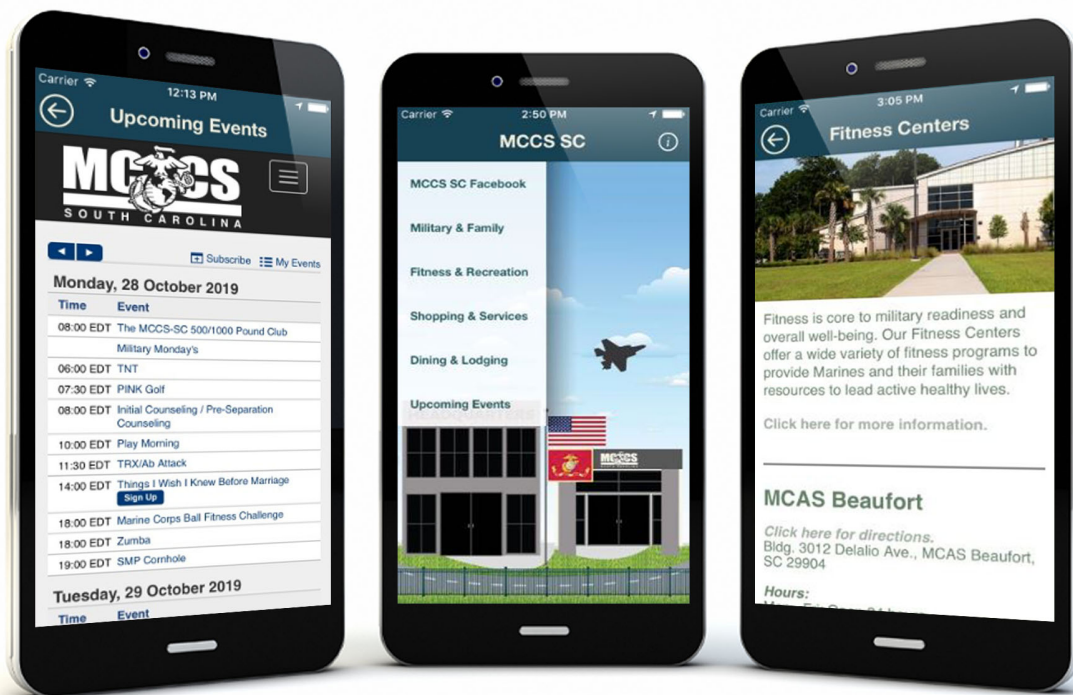 Carrier
12:13 PM
Upcoming Events
MCCS
SOUTH CAROLINA
Subscribe
My Events
Monday, 28 October 2019
Time Event
08:00 EDT The MCCS-SC 500/1000 Pound Club
Military Monday's
06:00 EDT TNT
07:30 EDT PINK Golf
08:00 EDT Initial Counseling / Pre-Separation
Counseling
10:00 EDT Play Morning
11:30 EDT TRX/Ab Attack
14:00 EDT Things I Wish I Knew Before Marriage
Sign Up
18:00 EDT Marine Corps Ball Fitness Challenge
18:00 EDT Zumba
19:00 EDT SMP Cornhole
Tuesday, 29 October 2019
Time Event
Carrier
2:50 PM
MCCS SC
MCCS SC Facebook
Military & Family
Fitness & Recreation
Shopping & Services
Dining & Lodging
Upcoming Events
HEADQUARTERS
MCCS
SOUTH CAROLINA
Carrier
3:05 PM
Fitness Centers
Fitness is core to military readiness and
overall well-being. Our Fitness Centers
offer a wide variety of fitness programs to
provide Marines and their families with
resources to lead active healthy lives.
Click here for more information.
MCAS Beaufort
Click here for directions.
Bldg. 3012 Delalio Ave., MCAS Beaufort,
SC 29904
Hours: